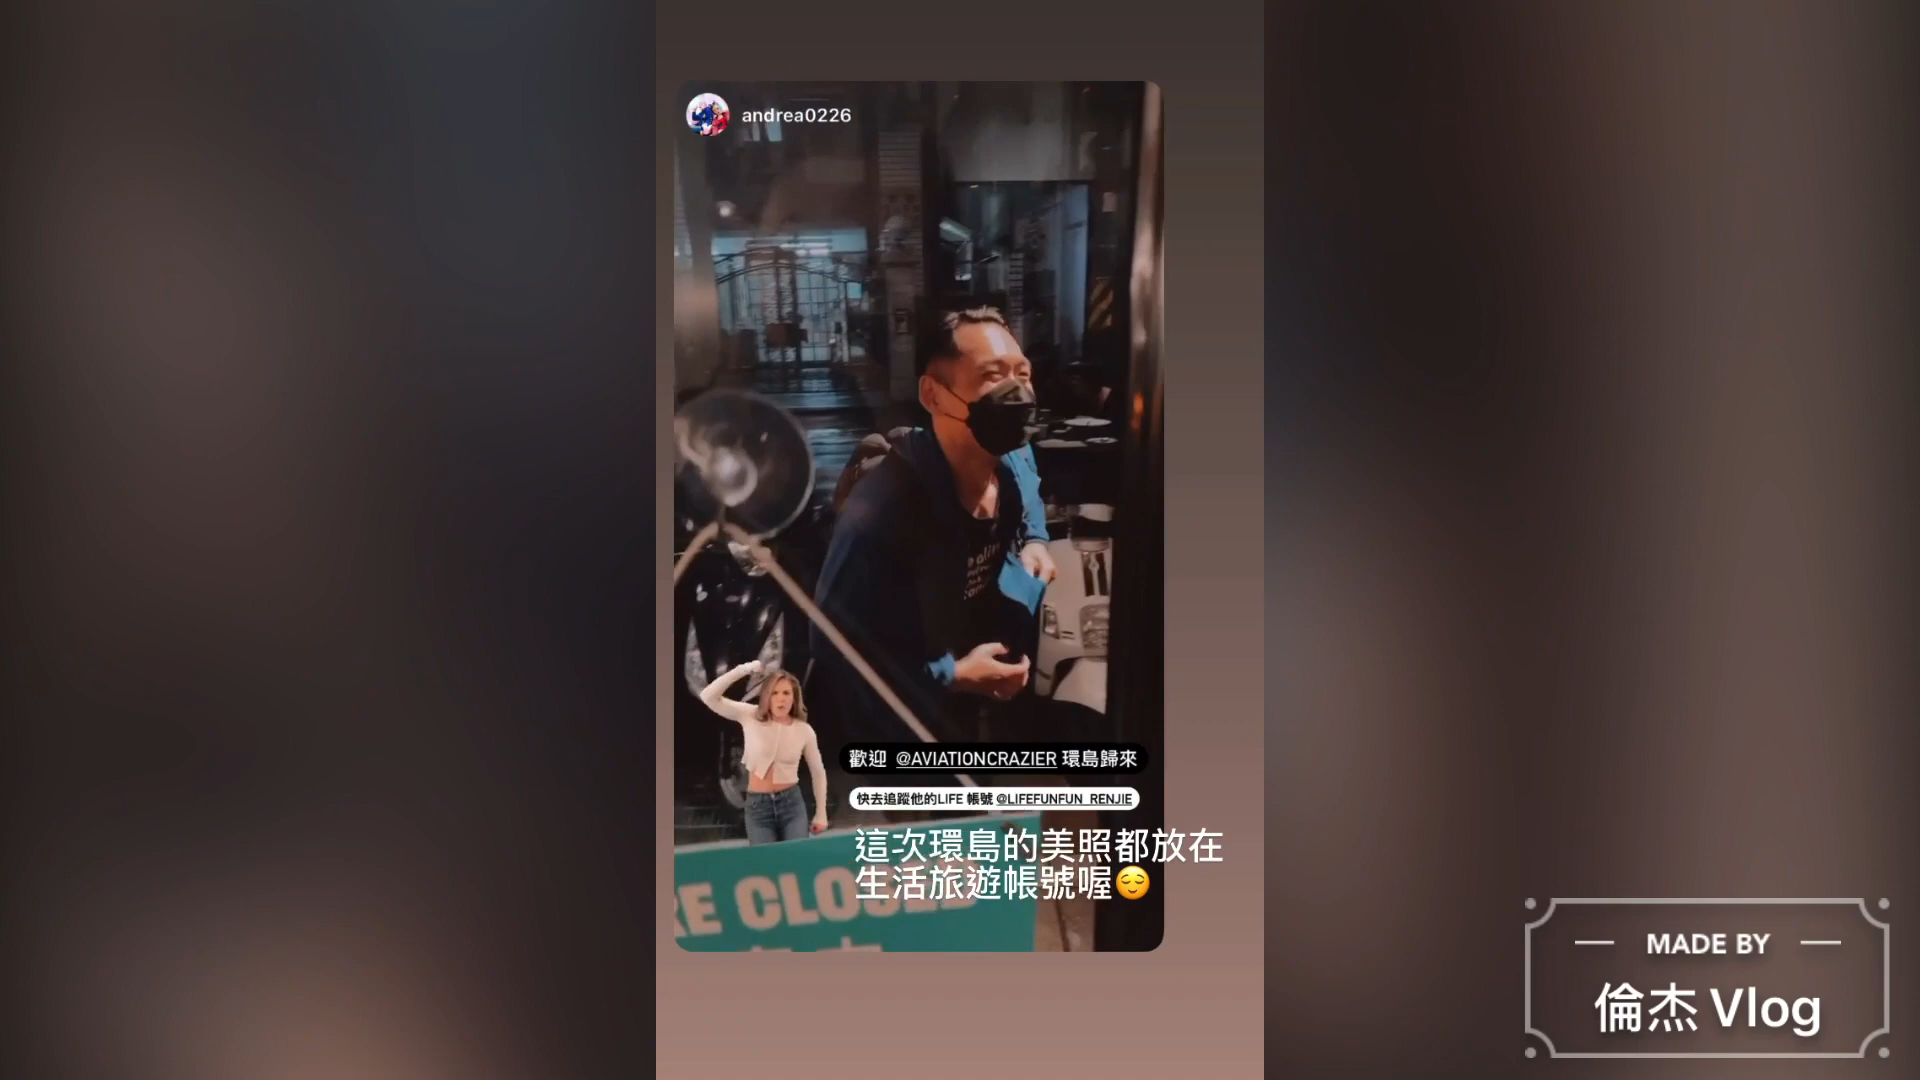 andrea0226
歡迎 @AVIATIONCRAZIER 環島歸來
快去追蹤他的LIFE 帳號 @LIFEFUNFUN_RENJIE
這次環島的美照都放在
生活旅遊帳號喔😌
RE CLOSED
MADE BY
倫杰 Vlog